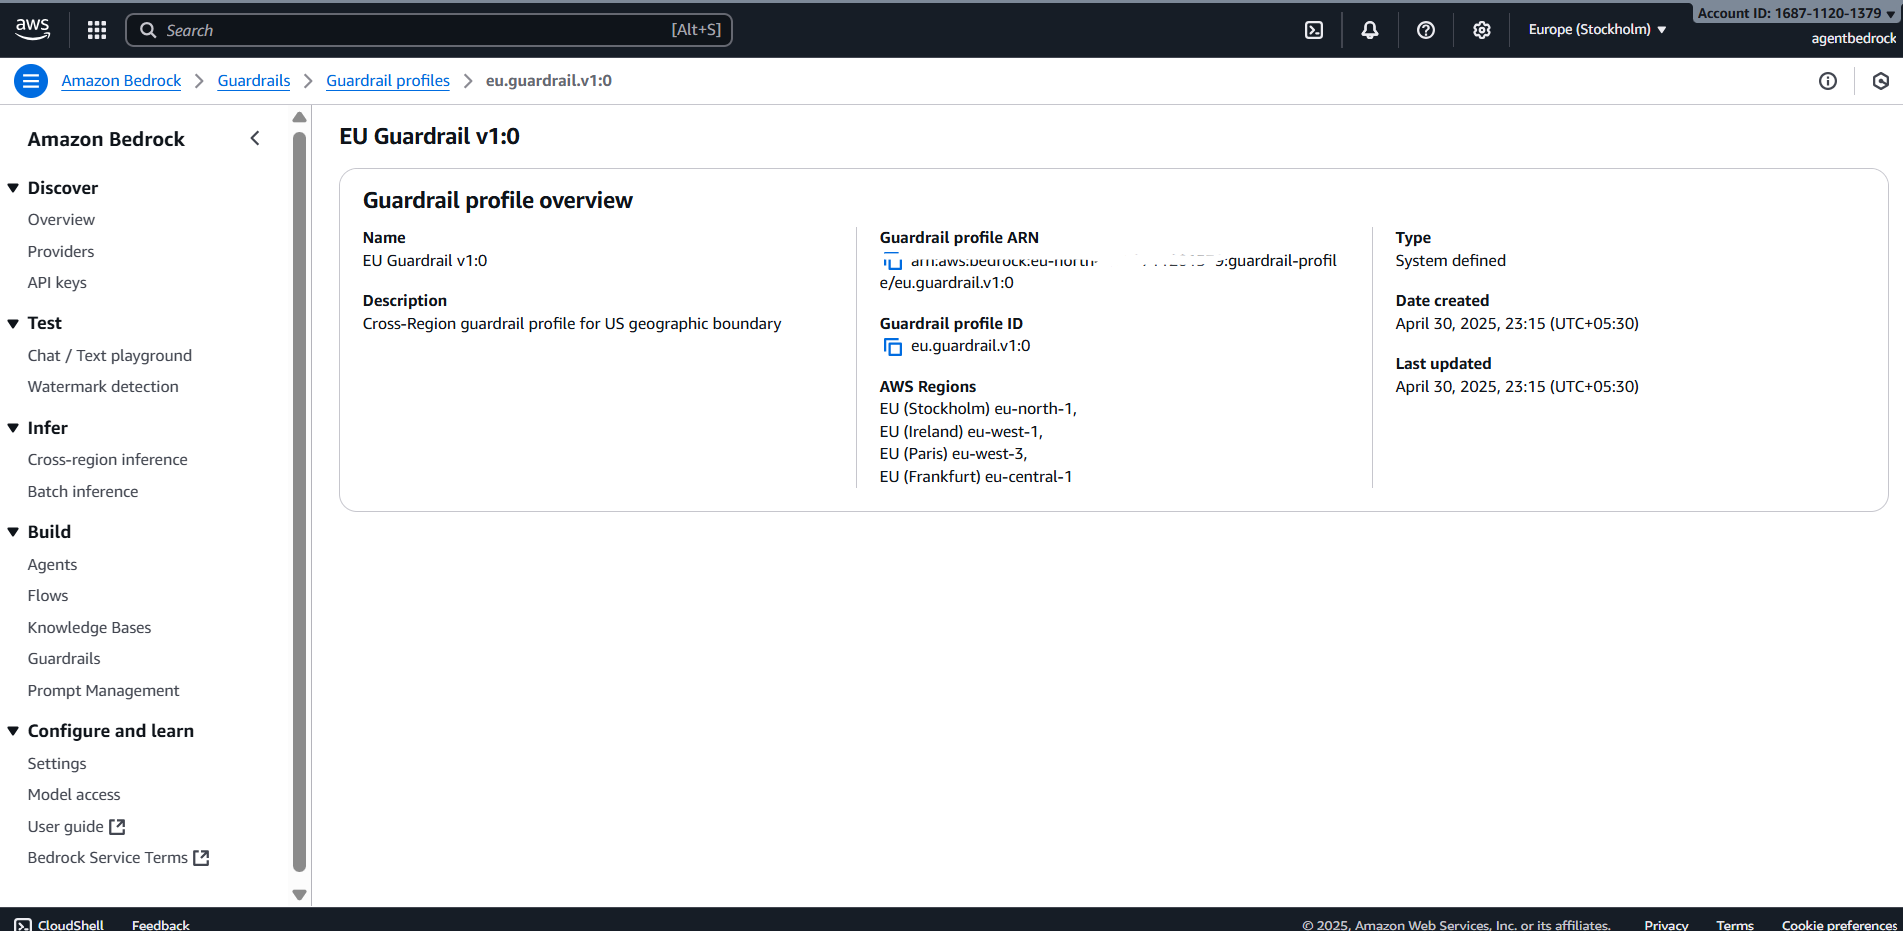 aws
Search [Alt+S]
Europe (Stockholm) ▼
Account ID: 1687-1120-1379 ▼
agentbedrock
Amazon Bedrock > Guardrails > Guardrail profiles > eu.guardrail.v1:0
Amazon Bedrock
Discover
Overview
Providers
API keys
Test
Chat / Text playground
Watermark detection
Infer
Cross-region inference
Batch inference
Build
Agents
Flows
Knowledge Bases
Guardrails
Prompt Management
Configure and learn
Settings
Model access
User guide
Bedrock Service Terms
EU Guardrail v1:0
Guardrail profile overview
Name
EU Guardrail v1:0
Description
Cross-Region guardrail profile for US geographic boundary
Guardrail profile ARN
arn:aws:bedrock:eu-north- :guardrail-profil
e/eu.guardrail.v1:0
Guardrail profile ID
eu.guardrail.v1:0
AWS Regions
EU (Stockholm) eu-north-1,
EU (Ireland) eu-west-1,
EU (Paris) eu-west-3,
EU (Frankfurt) eu-central-1
Type
System defined
Date created
April 30, 2025, 23:15 (UTC+05:30)
Last updated
April 30, 2025, 23:15 (UTC+05:30)
CloudShell Feedback
© 2025, Amazon Web Services, Inc. or its affiliates. Privacy Terms Cookie preferences